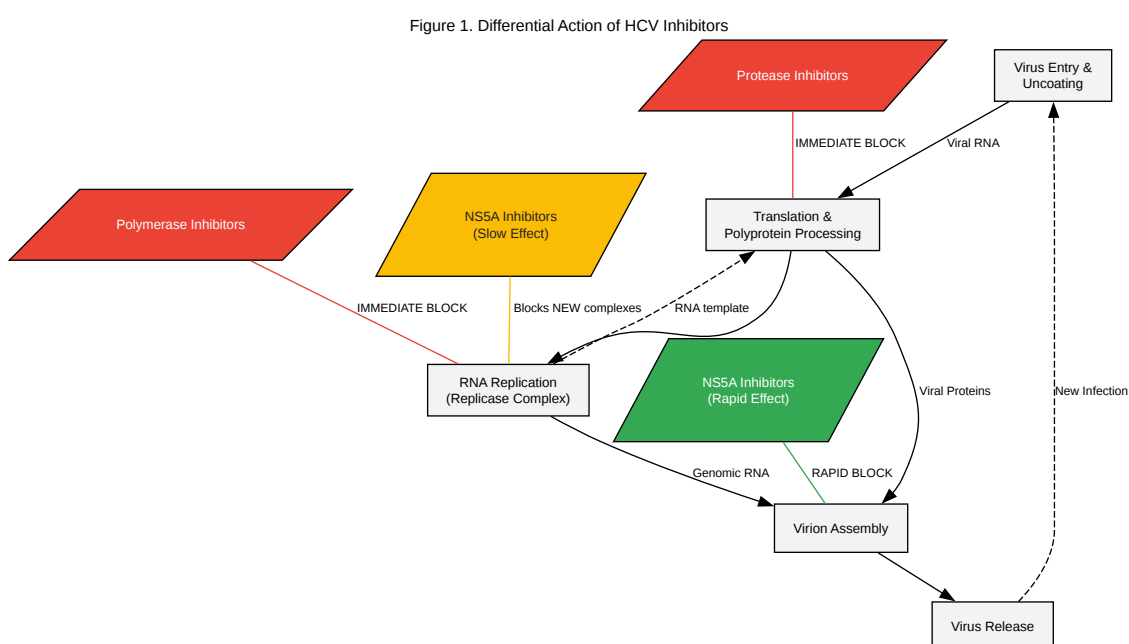 Figure 1. Differential Action of HCV Inhibitors
Protease Inhibitors
Virus Entry &
Uncoating
IMMEDIATE BLOCK
Viral RNA
Polymerase Inhibitors
NS5A Inhibitors
(Slow Effect)
Translation &
Polyprotein Processing
IMMEDIATE BLOCK
Blocks NEW complexes
RNA template
RNA Replication
(Replicase Complex)
NS5A Inhibitors
(Rapid Effect)
Viral Proteins
New Infection
Genomic RNA
RAPID BLOCK
Virion Assembly
Virus Release